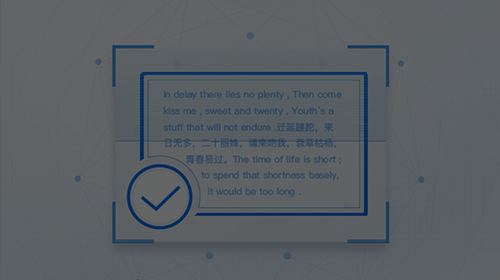 In delay there lies no plenty , Then come
kiss me , sweet and twenty , Youth's a
stuff that will not endure .迁延蹉跎，来
日无多，二十丽姝，请来吻我，衰草枯杨，
青春易过。The time of life is short ;
to spend that shortness basely,
it would be too long .